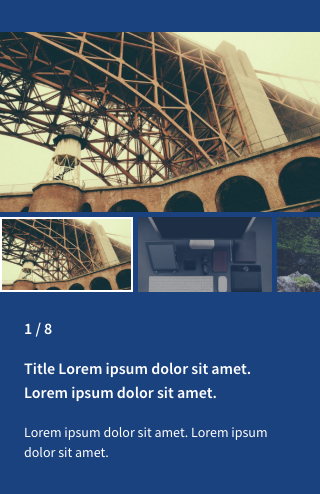 1 / 8
Title Lorem ipsum dolor sit amet.
Lorem ipsum dolor sit amet.
Lorem ipsum dolor sit amet. Lorem ipsum
dolor sit amet.